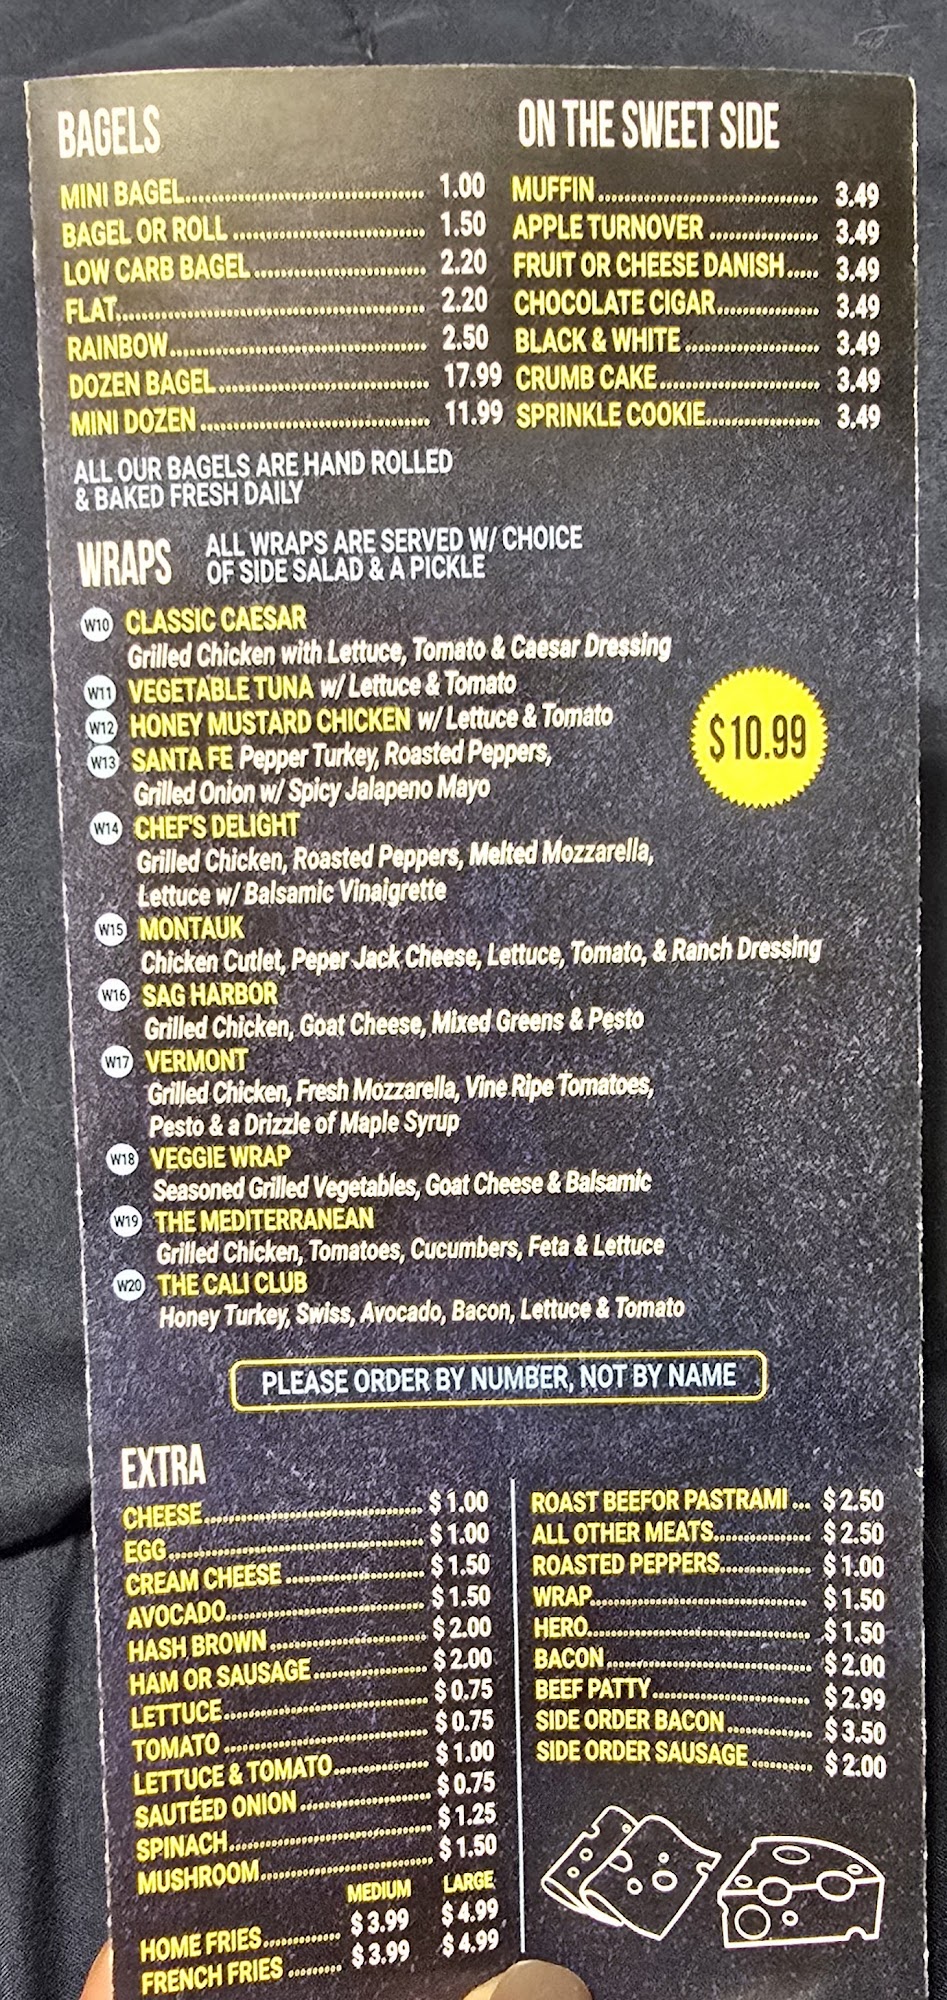 BAGELS
MINI BAGEL 1.00
BAGEL OR ROLL 1.50
LOW CARB BAGEL 2.20
FLAT 2.20
RAINBOW 2.50
DOZEN BAGEL 17.99
MINI DOZEN 11.99
ALL OUR BAGELS ARE HAND ROLLED
& BAKED FRESH DAILY
ON THE SWEET SIDE
MUFFIN 3.49
APPLE TURNOVER 3.49
FRUIT OR CHEESE DANISH 3.49
CHOCOLATE CIGAR 3.49
BLACK & WHITE 3.49
CRUMB CAKE 3.49
SPRINKLE COOKIE 3.49
WRAPS
ALL WRAPS ARE SERVED W/ CHOICE
OF SIDE SALAD & A PICKLE
W10 CLASSIC CAESAR
Grilled Chicken with Lettuce, Tomato & Caesar Dressing
W11 VEGETABLE TUNA w/ Lettuce & Tomato
W12 HONEY MUSTARD CHICKEN w/ Lettuce & Tomato
W13 SANTA FE Pepper Turkey, Roasted Peppers,
Grilled Onion w/ Spicy Jalapeno Mayo
$10.99
W14 CHEF'S DELIGHT
Grilled Chicken, Roasted Peppers, Melted Mozzarella,
Lettuce w/ Balsamic Vinaigrette
W15 MONTAUK
Chicken Cutlet, Peper Jack Cheese, Lettuce, Tomato, & Ranch Dressing
W16 SAG HARBOR
Grilled Chicken, Goat Cheese, Mixed Greens & Pesto
W17 VERMONT
Grilled Chicken, Fresh Mozzarella, Vine Ripe Tomatoes,
Pesto & a Drizzle of Maple Syrup
W18 VEGGIE WRAP
Seasoned Grilled Vegetables, Goat Cheese & Balsamic
W19 THE MEDITERRANEAN
Grilled Chicken, Tomatoes, Cucumbers, Feta & Lettuce
W20 THE CALI CLUB
Honey Turkey, Swiss, Avocado, Bacon, Lettuce & Tomato
PLEASE ORDER BY NUMBER, NOT BY NAME
EXTRA
CHEESE $1.00
EGG $1.00
CREAM CHEESE $1.50
AVOCADO $1.50
HASH BROWN $2.00
HAM OR SAUSAGE $2.00
LETTUCE $0.75
TOMATO $0.75
LETTUCE & TOMATO $1.00
SAUTÉED ONION $0.75
SPINACH $1.25
MUSHROOM $1.50
MEDIUM LARGE
HOME FRIES $3.99 $4.99
FRENCH FRIES $3.99 $4.99
ROAST BEEFOR PASTRAMI $2.50
ALL OTHER MEATS $2.50
ROASTED PEPPERS $1.00
WRAP $1.50
HERO $1.50
BACON $2.00
BEEF PATTY $2.99
SIDE ORDER BACON $3.50
SIDE ORDER SAUSAGE $2.00